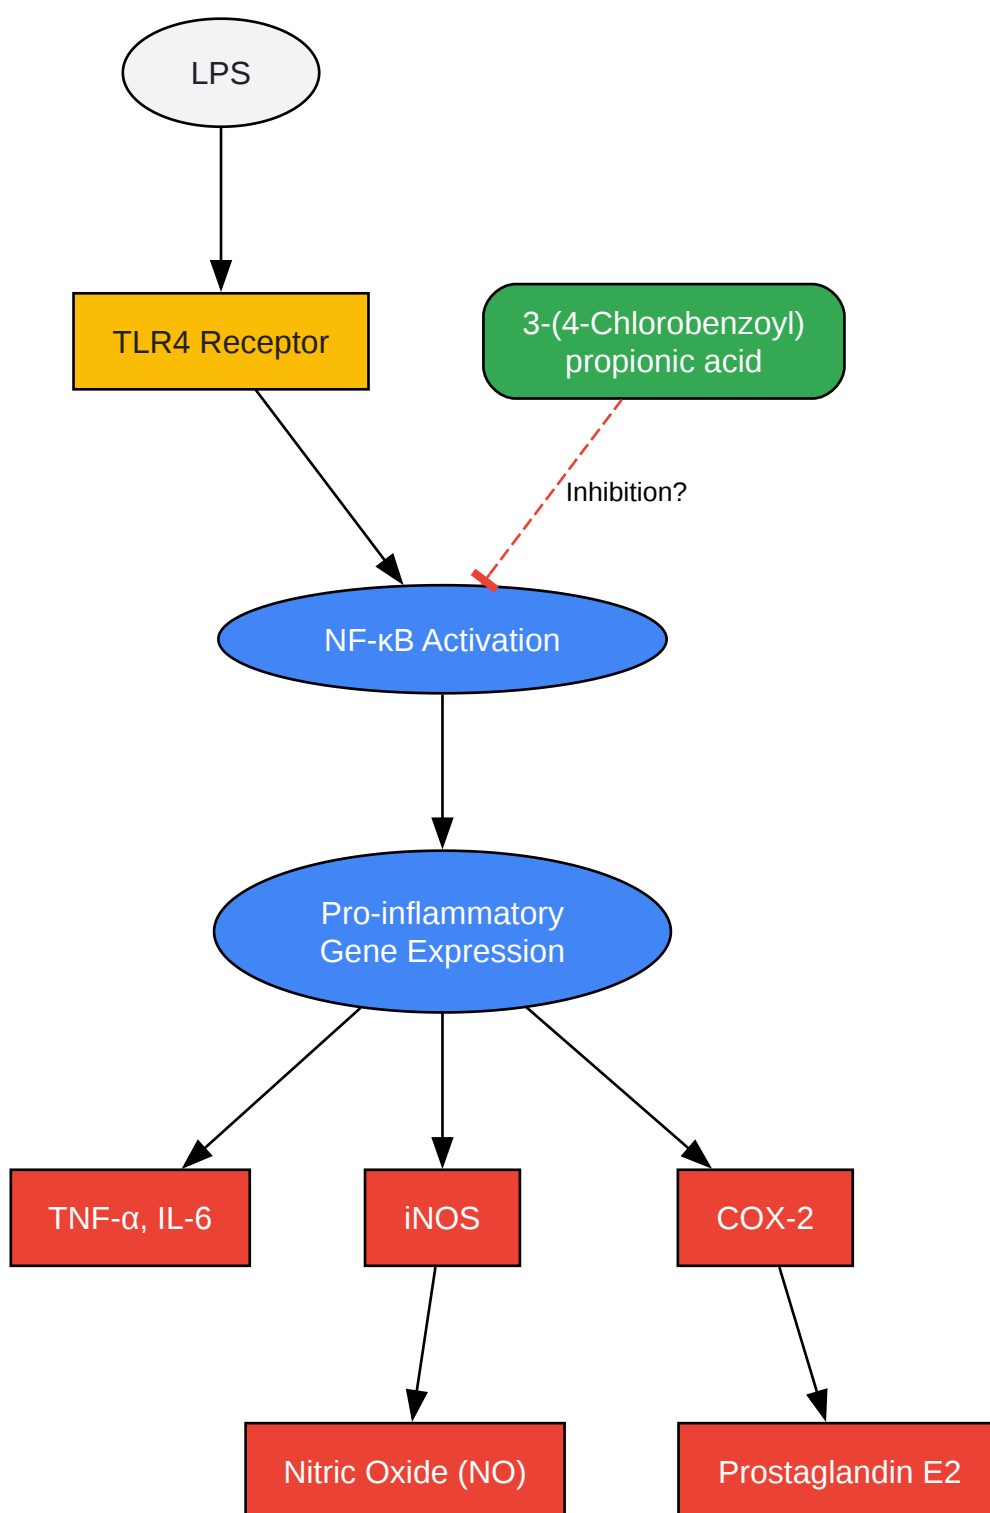 LPS
TLR4 Receptor
3-(4-Chlorobenzoyl)
propionic acid
Inhibition?
NF-κB Activation
Pro-inflammatory
Gene Expression
TNF-α, IL-6
iNOS
COX-2
Nitric Oxide (NO)
Prostaglandin E2